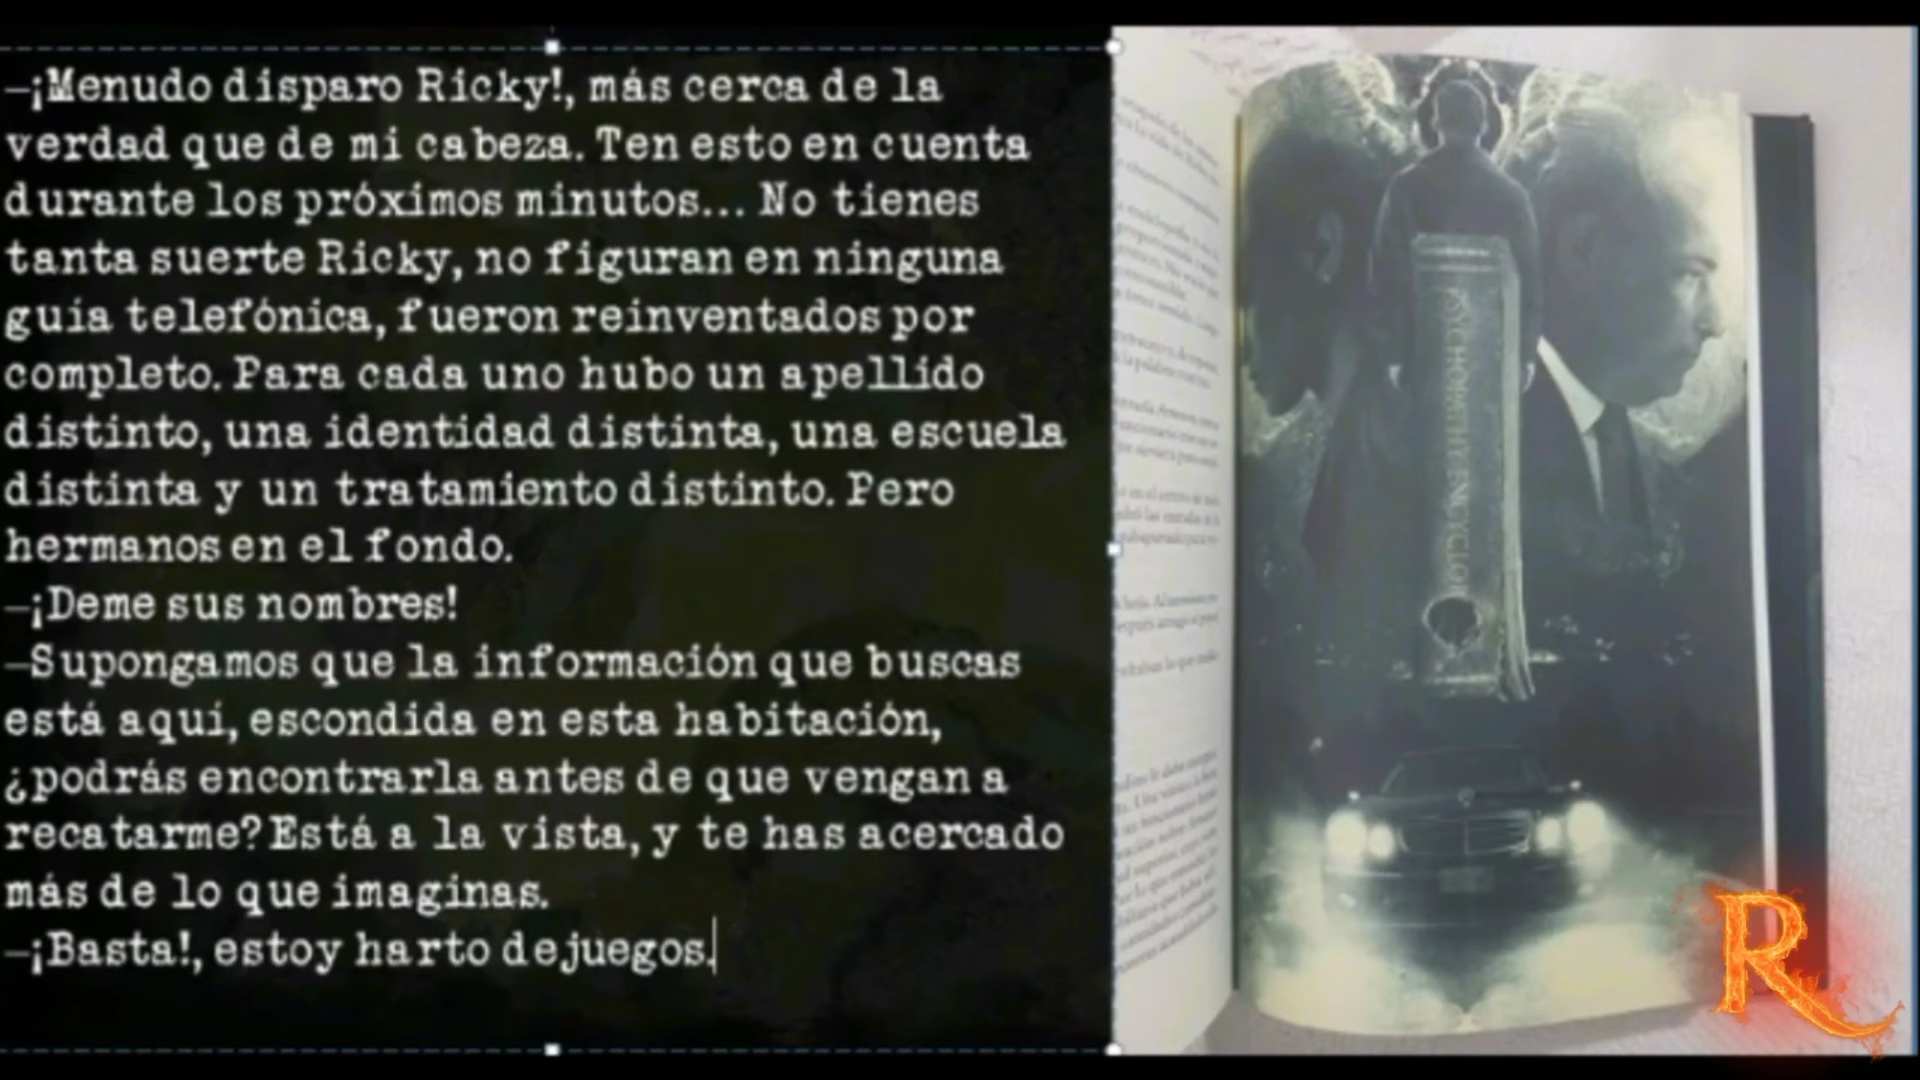 —¡Menudo disparo Ricky!, más cerca de la
verdad que de mi cabeza. Ten esto en cuenta
durante los próximos minutos... No tienes
tanta suerte Ricky, no figuran en ninguna
guía telefónica, fueron reinventados por
completo. Para cada uno hubo un apellido
distinto, una identidad distinta, una escuela
distinta y un tratamiento distinto. Pero
hermanos en el fondo.
—¡Deme sus nombres!
—Supongamos que la información que buscas
está aquí, escondida en esta habitación,
¿podrás encontrarla antes de que vengan a
recatarme? Está a la vista, y te has acercado
más de lo que imaginas.
—¡Basta!, estoy harto de juegos.
R